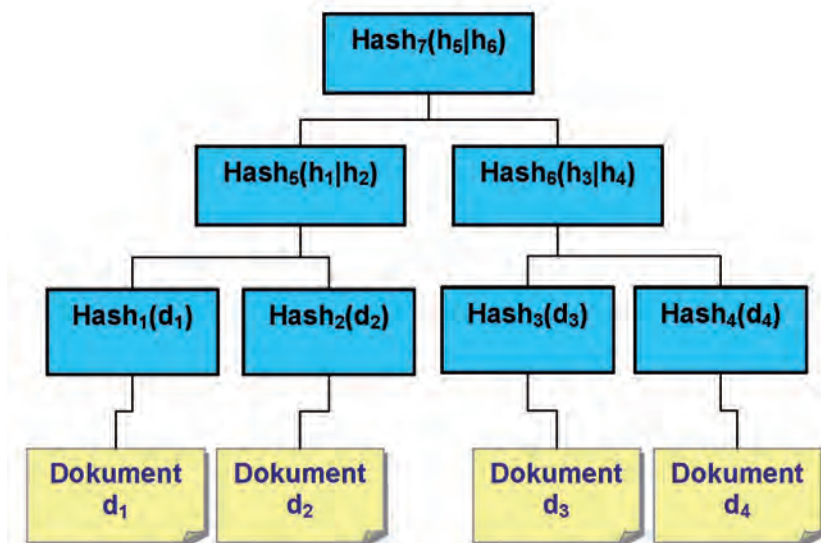 Hash₇(h₅|h₆)
Hash₅(h₁|h₂)
Hash₆(h₃|h₄)
Hash₁(d₁)
Hash₂(d₂)
Hash₃(d₃)
Hash₄(d₄)
Dokument
d₁
Dokument
d₂
Dokument
d₃
Dokument
d₄